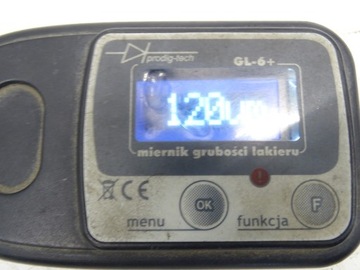 prodig-tech
GL-6+
120um
miernik grubości lakieru
CE
OK
F
menu
funkcja